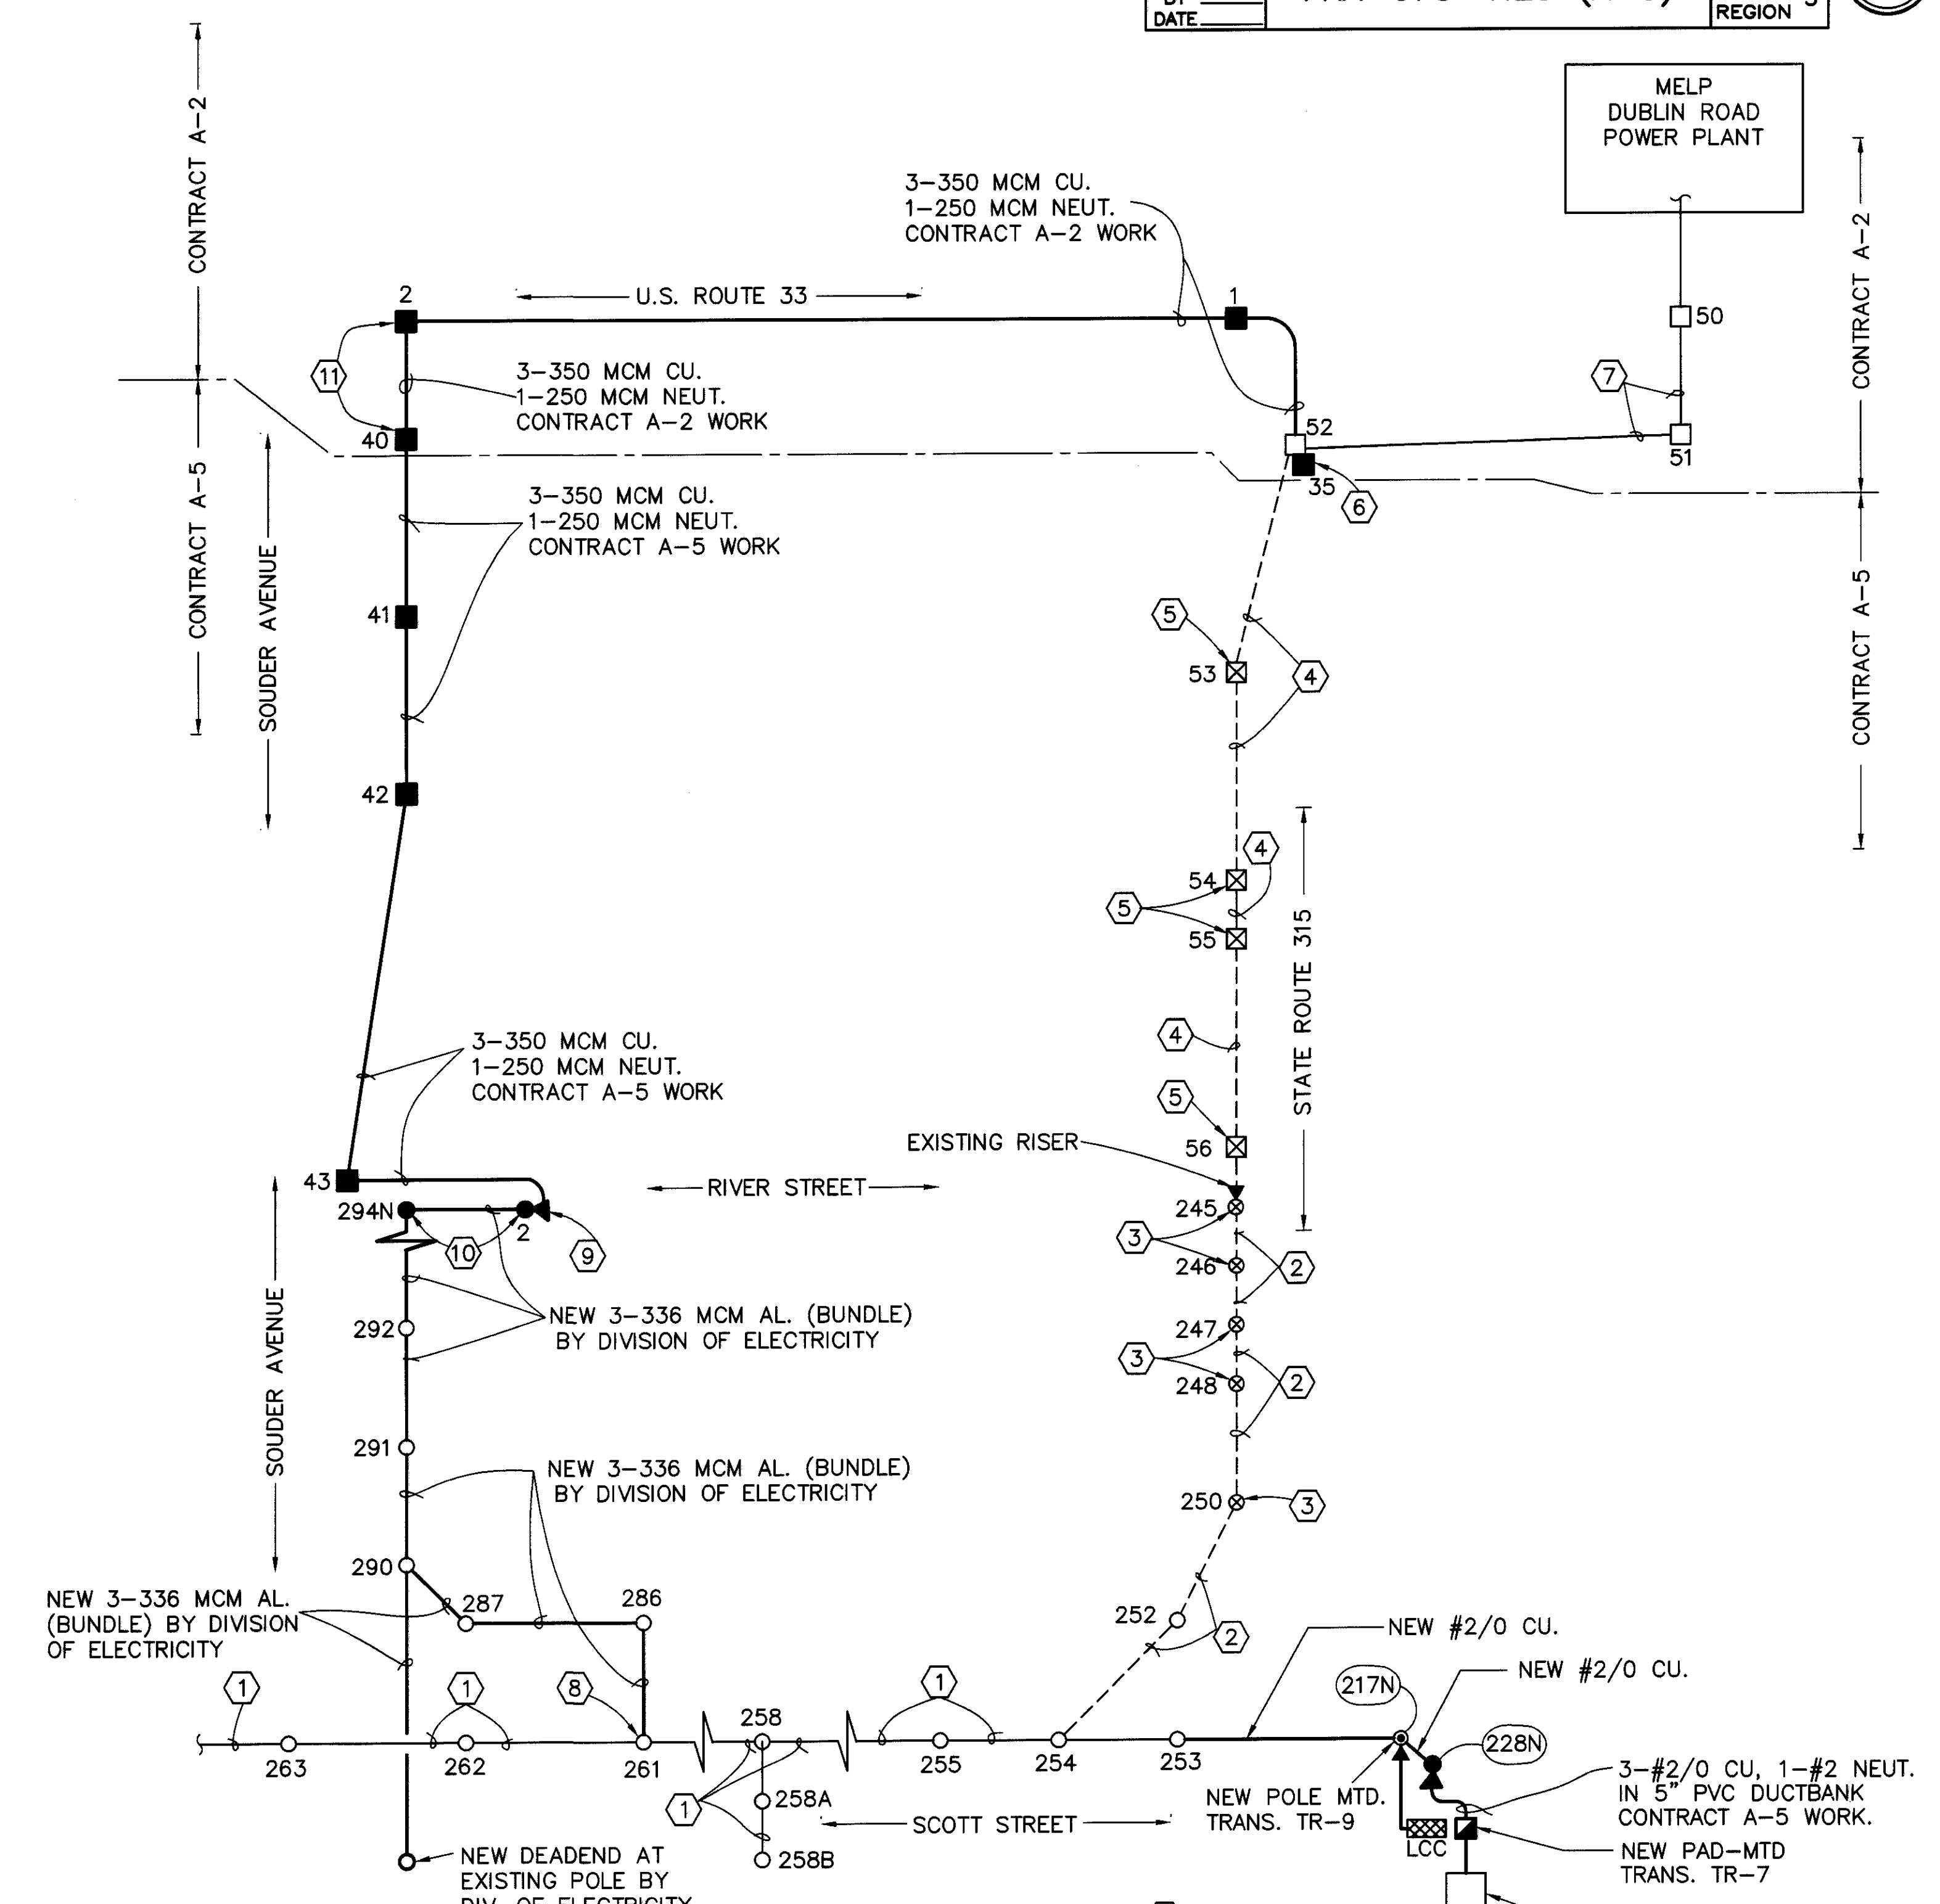 DATE
REGION
MELP
DUBLIN ROAD
POWER PLANT
CONTRACT A-2
CONTRACT A-2
3-350 MCM CU.
1-250 MCM NEUT.
CONTRACT A-2 WORK
2
U.S. ROUTE 33
1
50
11
3-350 MCM CU.
1-250 MCM NEUT.
CONTRACT A-2 WORK
7
40
52
51
35
6
CONTRACT A-5
SOUDER AVENUE
3-350 MCM CU.
1-250 MCM NEUT.
CONTRACT A-5 WORK
CONTRACT A-5
41
5
53
4
42
4
54
5
55
STATE ROUTE 315
4
3-350 MCM CU.
1-250 MCM NEUT.
CONTRACT A-5 WORK
5
EXISTING RISER
56
43
RIVER STREET
294N
2
245
10
9
3
246
2
SOUDER AVENUE
NEW 3-336 MCM AL. (BUNDLE)
BY DIVISION OF ELECTRICITY
292
247
3
248
2
291
NEW 3-336 MCM AL. (BUNDLE)
BY DIVISION OF ELECTRICITY
250
3
290
NEW 3-336 MCM AL.
(BUNDLE) BY DIVISION
OF ELECTRICITY
287
286
252
2
NEW #2/0 CU.
NEW #2/0 CU.
1
1
8
1
217N
258
228N
263
262
261
255
254
253
1
258A
SCOTT STREET
258B
NEW POLE MTD.
TRANS. TR-9
3-#2/0 CU, 1-#2 NEUT.
IN 5" PVC DUCTBANK
CONTRACT A-5 WORK.
LCC
NEW PAD-MTD
TRANS. TR-7
NEW DEADEND AT
EXISTING POLE BY
DIV. OF ELECTRICITY